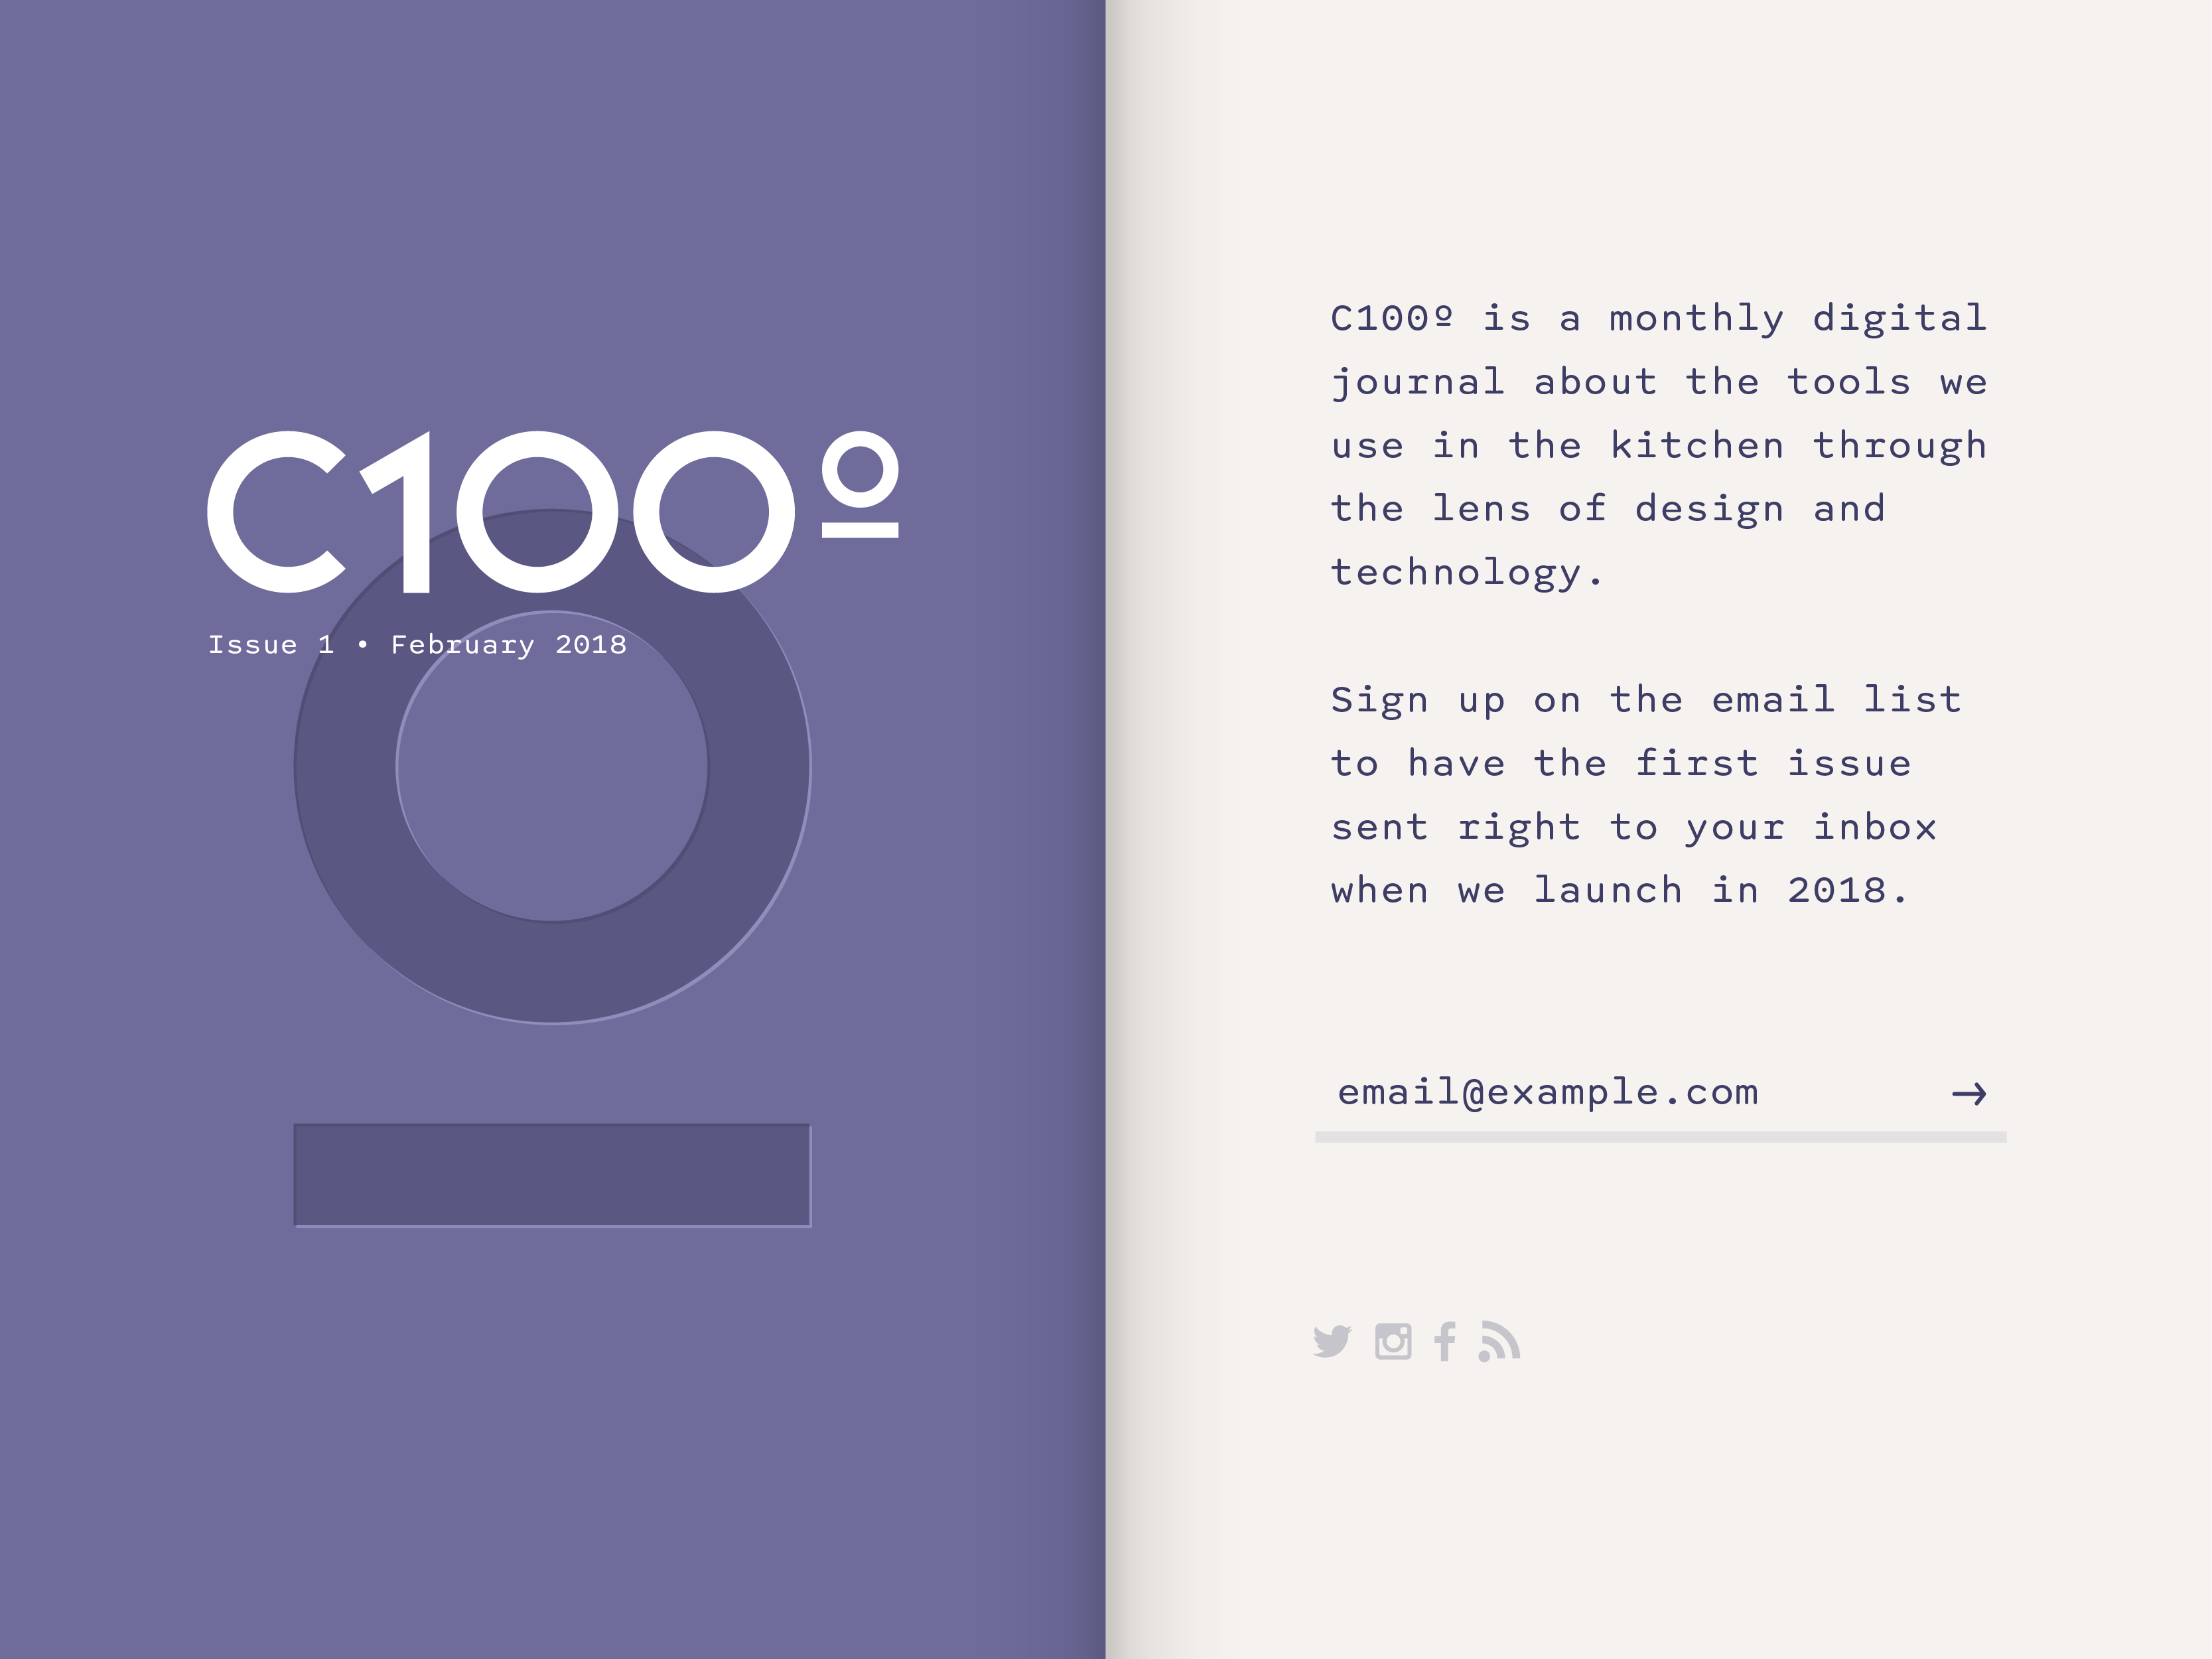 C100º
Issue 1 • February 2018
C100º is a monthly digital
journal about the tools we
use in the kitchen through
the lens of design and
technology.
Sign up on the email list
to have the first issue
sent right to your inbox
when we launch in 2018.
email@example.com →